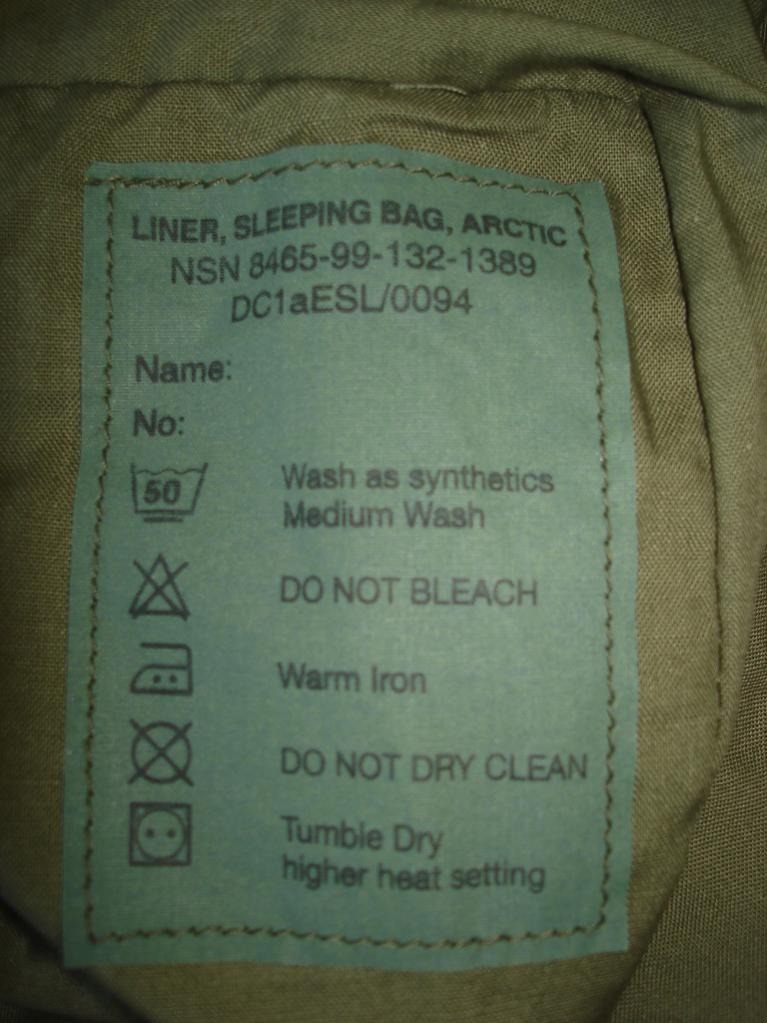 LINER, SLEEPING BAG, ARCTIC
NSN 8465-99-132-1389
DC1aESL/0094
Name:
No:
50 Wash as synthetics
Medium Wash
DO NOT BLEACH
Warm Iron
DO NOT DRY CLEAN
Tumble Dry
higher heat setting